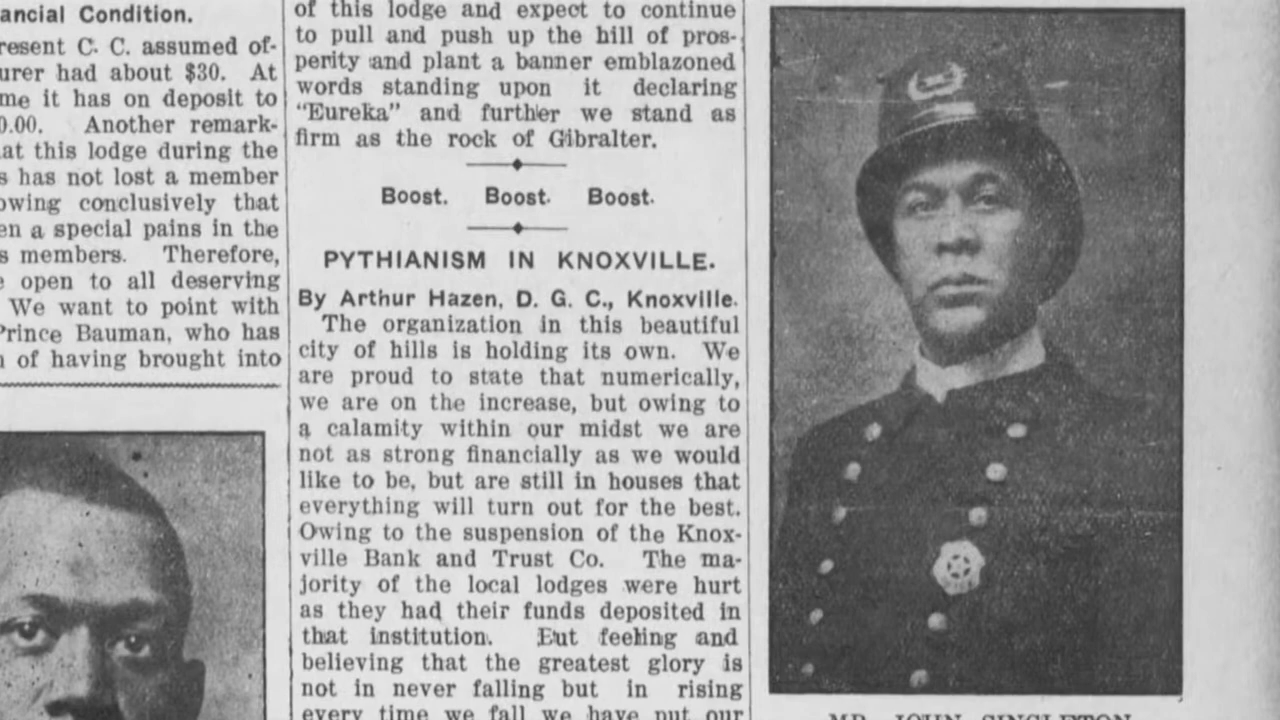 ancial Condition.
resent C. C. assumed of-
urer had about $30. At
me it has on deposit to
0.00. Another remark-
at this lodge during the
s has not lost a member
owing conclusively that
en a special pains in the
s members. Therefore,
e open to all deserving
We want to point with
Prince Bauman, who has
n of having brought into
of this lodge and expect to continue
to pull and push up the hill of pros-
perity and plant a banner emblazoned
words standing upon it declaring
"Eureka" and further we stand as
firm as the rock of Gibralter.
Boost. Boost. Boost.
PYTHIANISM IN KNOXVILLE.
By Arthur Hazen, D. G. C., Knoxville.
The organization in this beautiful
city of hills is holding its own. We
are proud to state that numerically,
we are on the increase, but owing to
a calamity within our midst we are
not as strong financially as we would
like to be, but are still in houses that
everything will turn out for the best.
Owing to the suspension of the Knox-
ville Bank and Trust Co. The ma-
jority of the local lodges were hurt
as they had their funds deposited in
that institution. But feeling and
believing that the greatest glory is
not in never falling but in rising
every time we fall we have put our
MR. JOHN SINGLETON